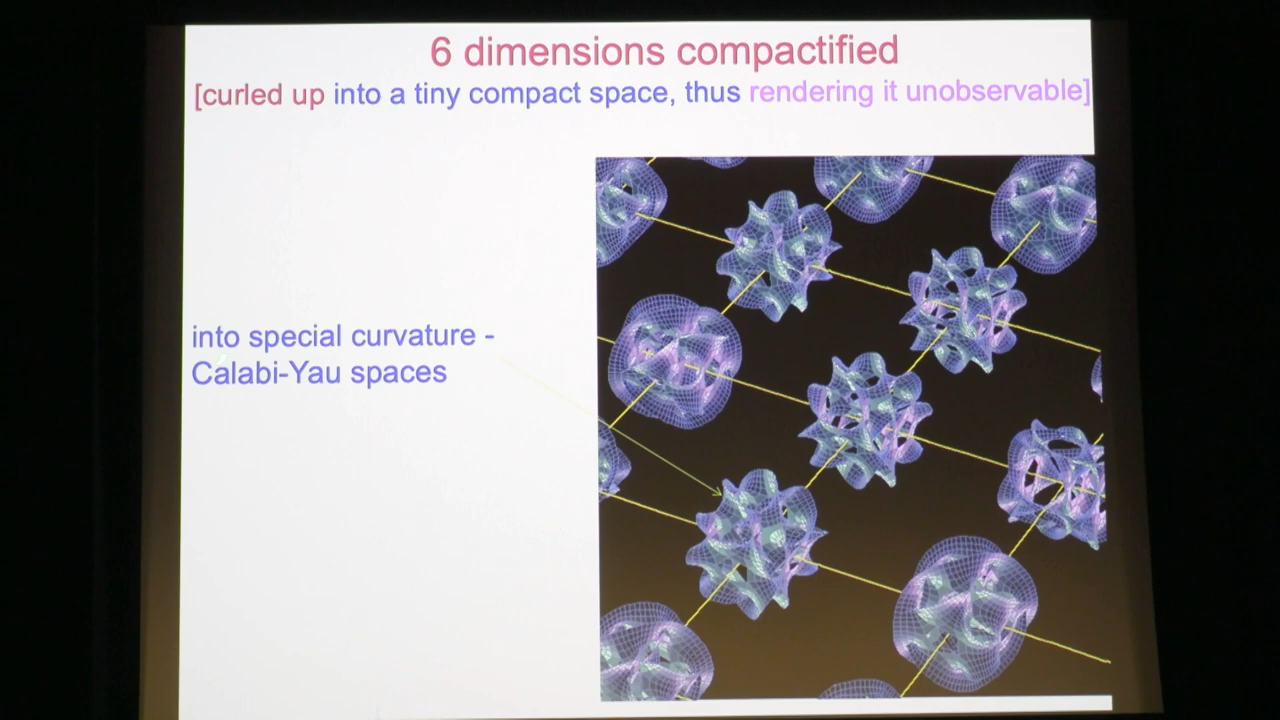 6 dimensions compactified
[curled up into a tiny compact space, thus rendering it unobservable]
into special curvature -
Calabi-Yau spaces